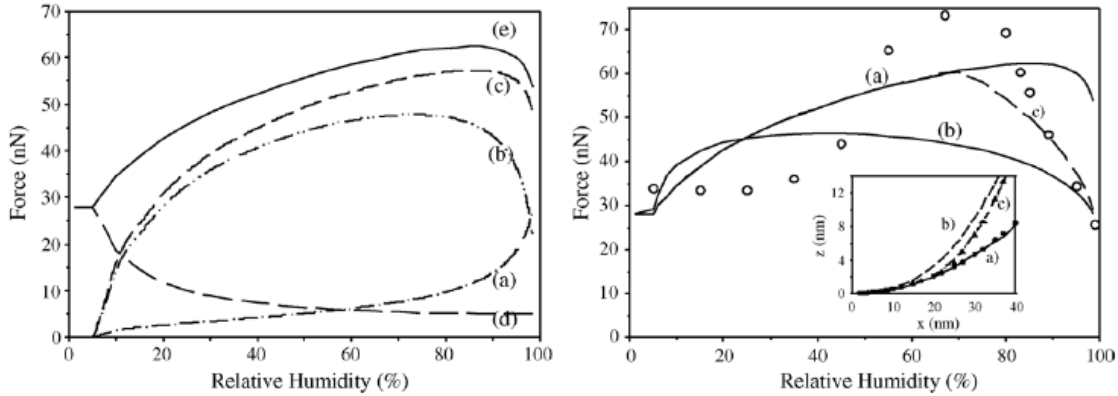 70
60
50
40
30
20
10
0
Force (nN)
(e)
(c)
(b)
(a)
(d)
0 20 40 60 80 100
Relative Humidity (%)
70
60
50
40
30
20
10
0
Force (nN)
(a)
(b)
c)
12
8
4
0
z (nm)
b)
c)
a)
0 10 20 30 40
x (nm)
0 20 40 60 80 100
Relative Humidity (%)